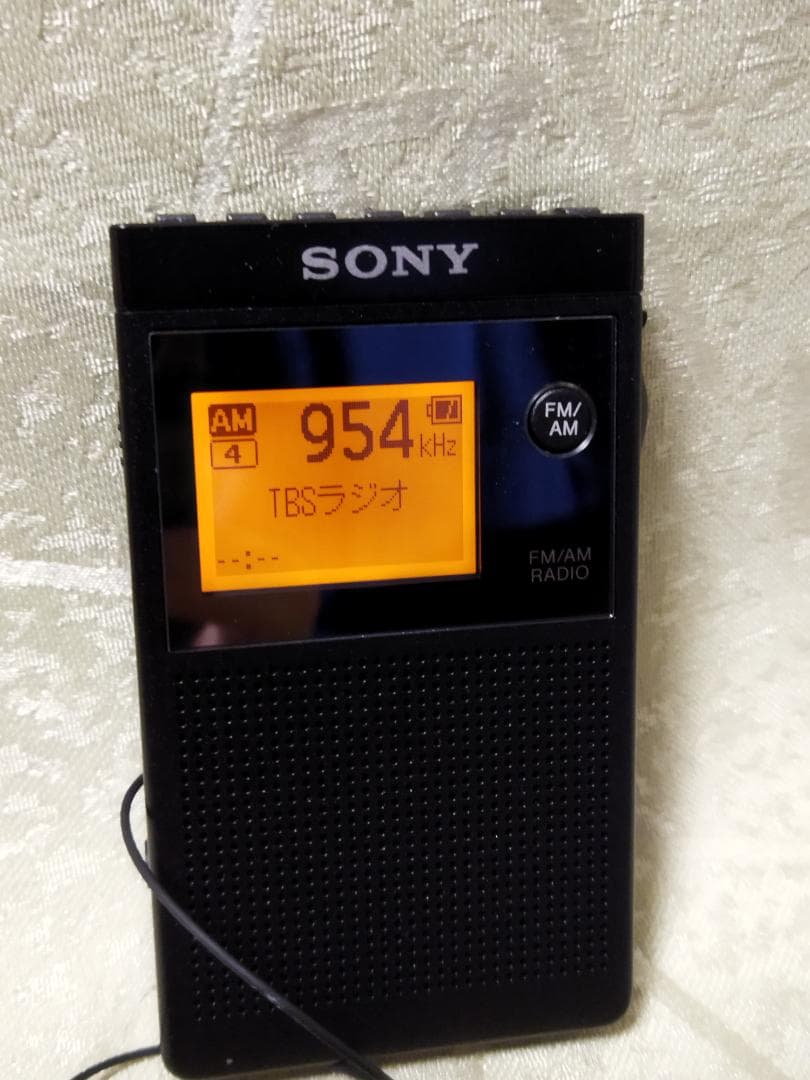 SONY
AM 954 kHz
4
TBSラジオ
--:--
FM/
AM
FM/AM
RADIO